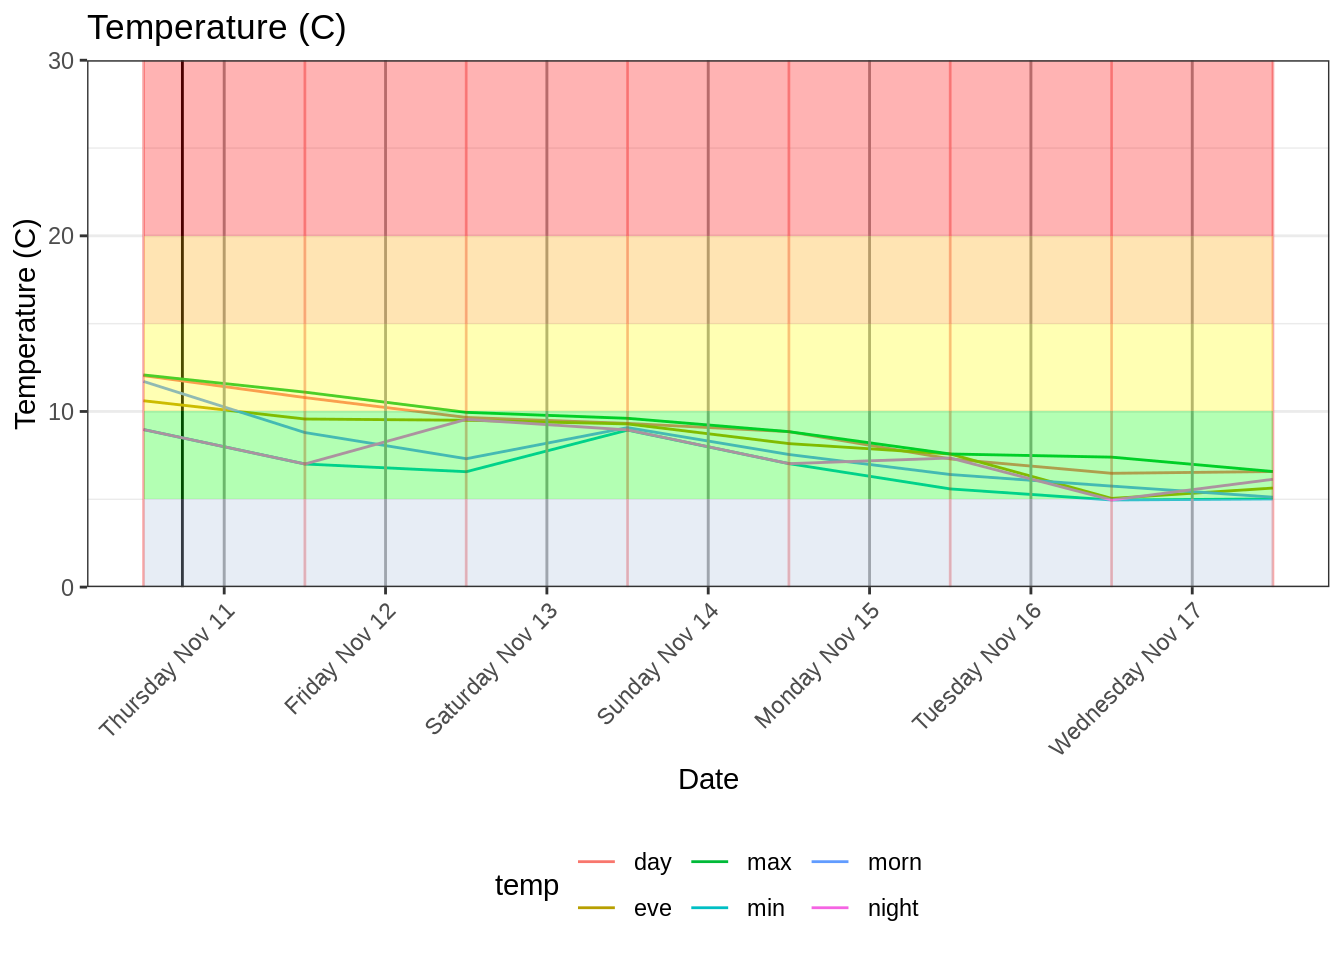 Temperature (C)
30
20
10
0
Temperature (C)
Thursday Nov 11
Friday Nov 12
Saturday Nov 13
Sunday Nov 14
Monday Nov 15
Tuesday Nov 16
Wednesday Nov 17
Date
temp
day
max
morn
eve
min
night